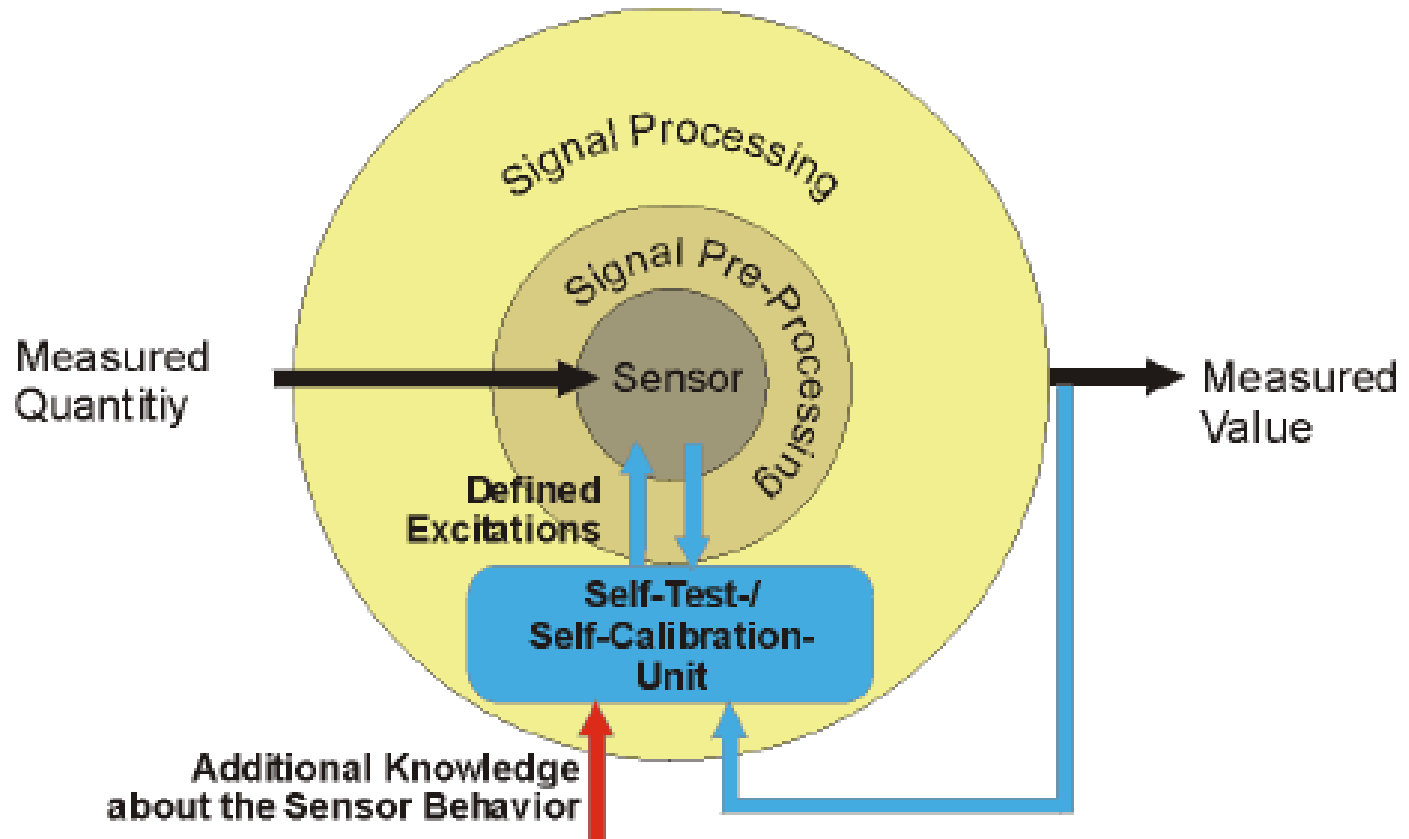 Signal Processing
Signal Pre-Processing
Measured
Quantitiy
Sensor
Measured
Value
Defined
Excitations
Self-Test-/
Self-Calibration-
Unit
Additional Knowledge
about the Sensor Behavior